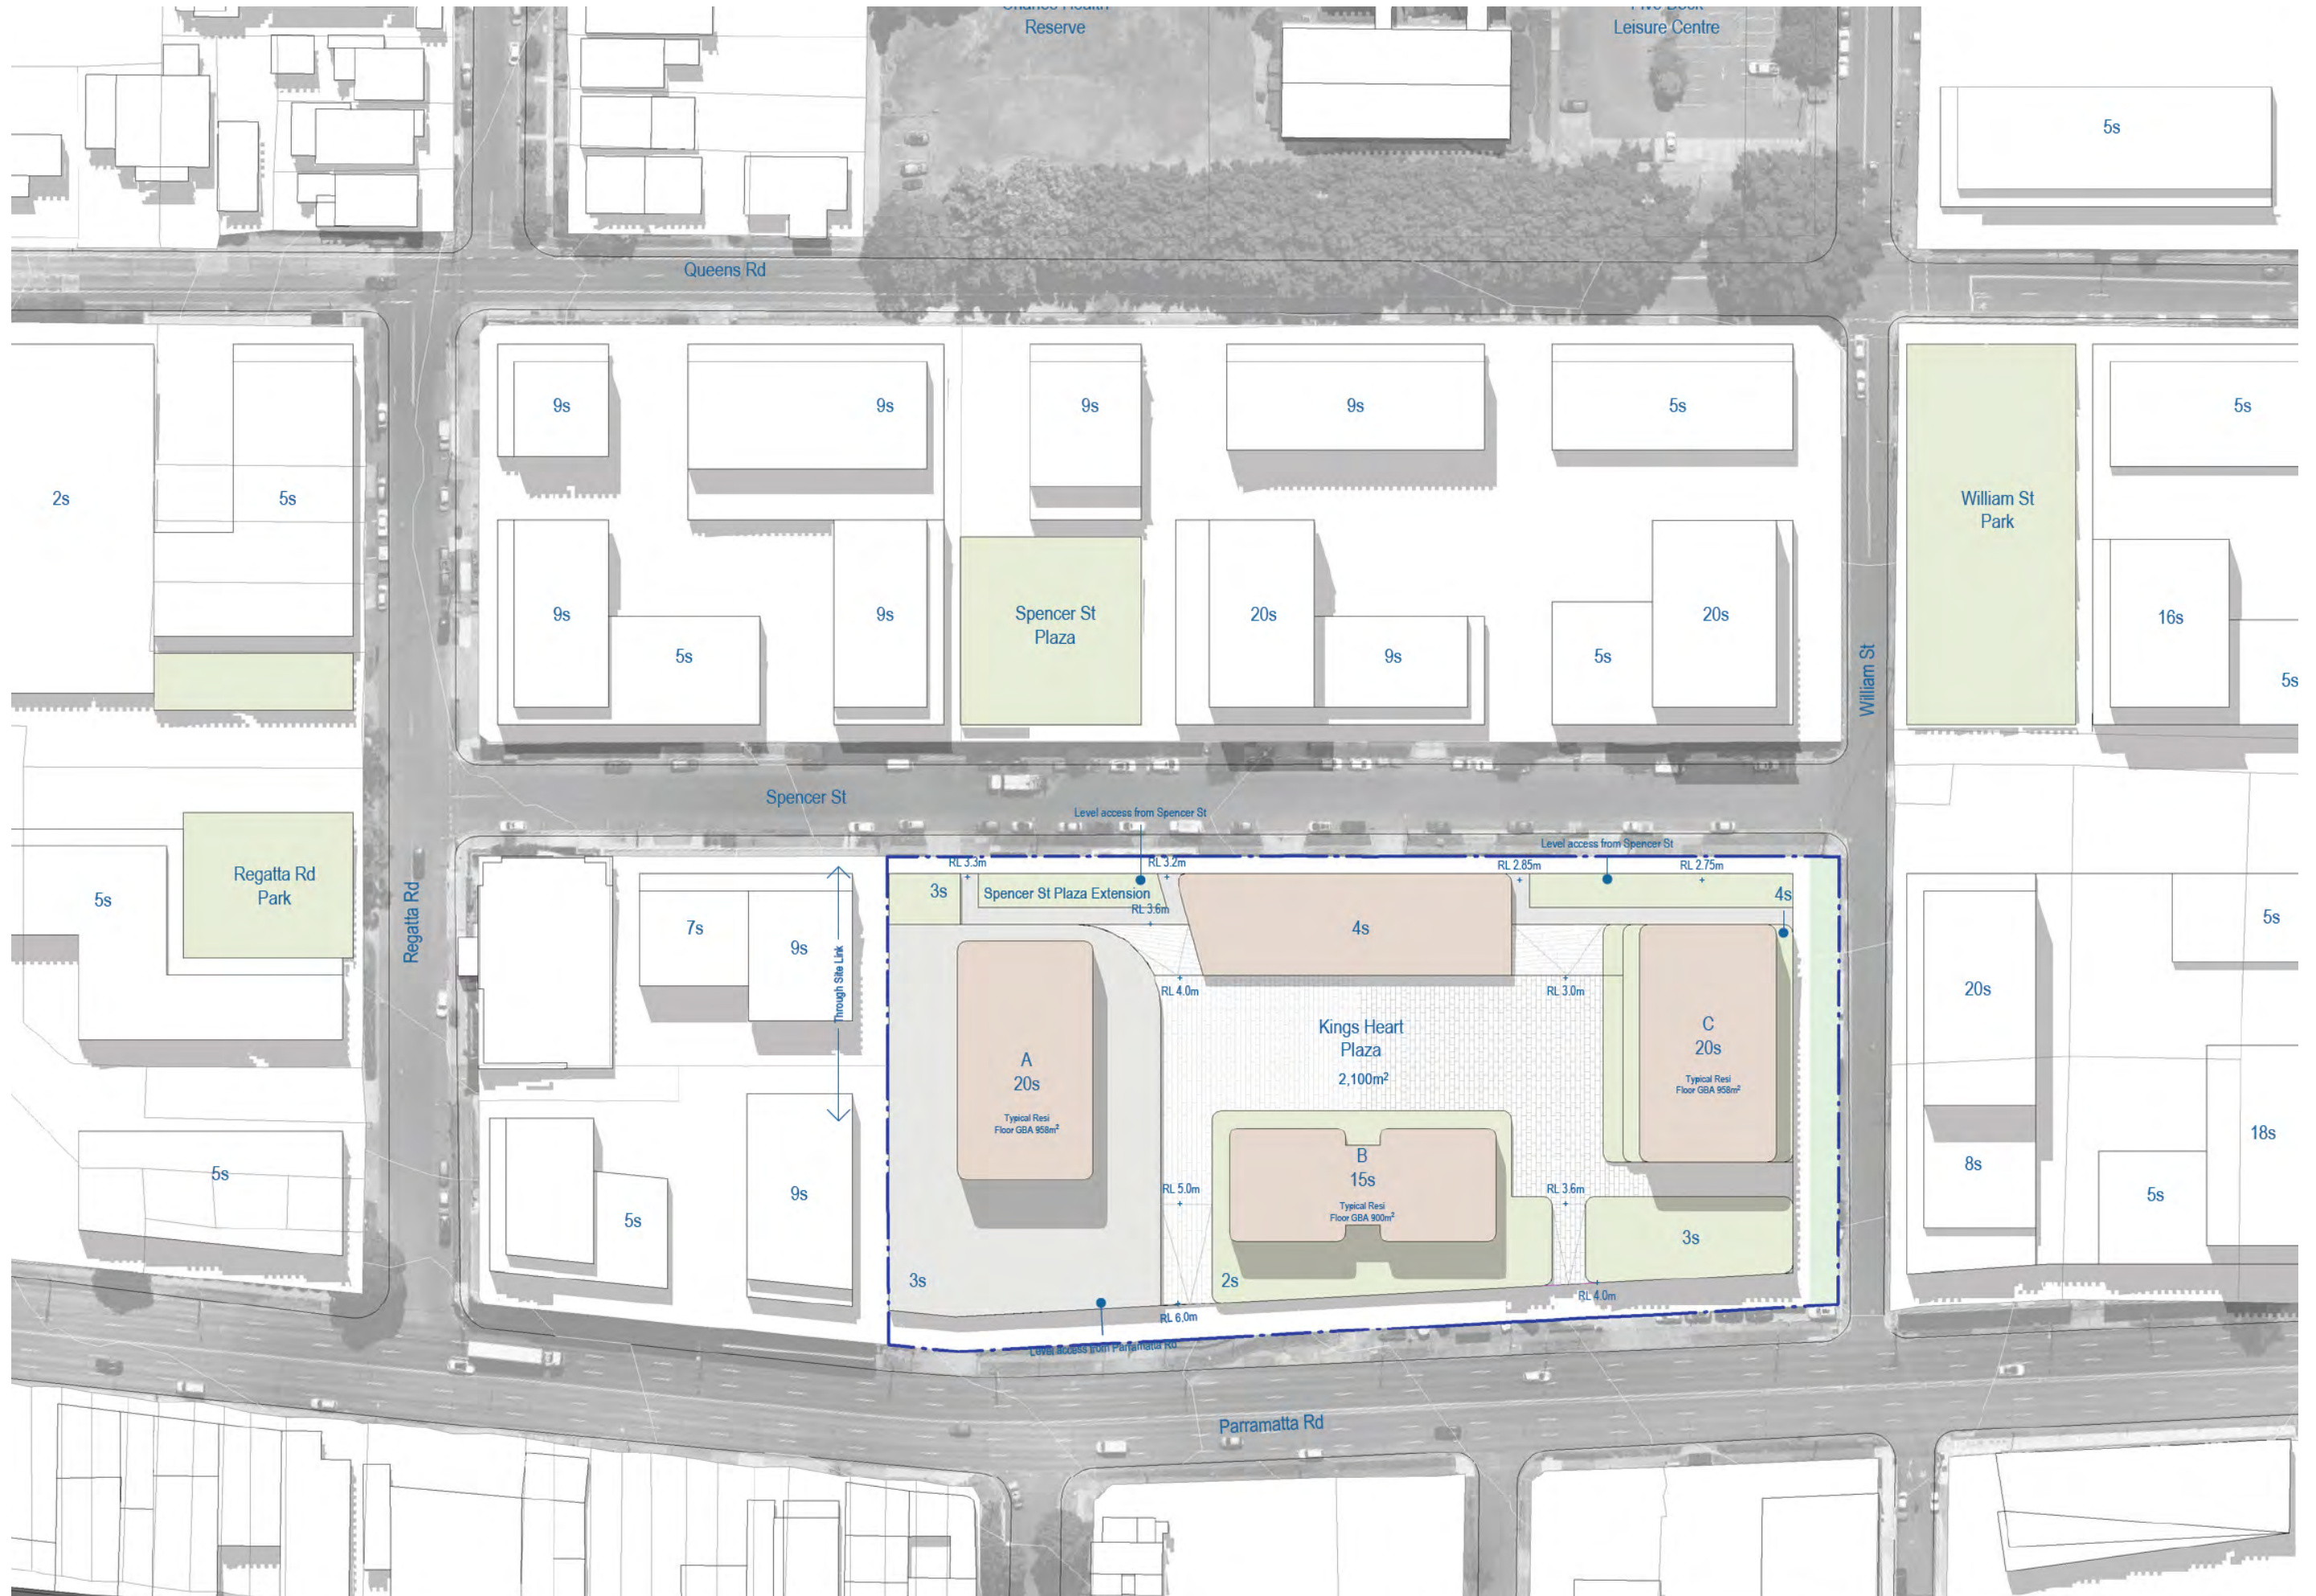 Reserve
Leisure Centre
5s
Queens Rd
9s
9s
9s
9s
5s
5s
2s
5s
William St
Park
9s
5s
9s
Spencer St
Plaza
20s
9s
5s
20s
16s
5s
William St
Spencer St
Level access from Spencer St
Level access from Spencer St
RL 3.3m
RL 3.2m
RL 2.85m
RL 2.75m
Regatta Rd
Park
5s
Regatta Rd
7s
9s
Through Site Link
3s
Spencer St Plaza Extension
RL 3.6m
4s
4s
5s
RL 4.0m
RL 3.0m
20s
Kings Heart
Plaza
2,100m²
A
20s
Typical Resi
Floor GBA 958m²
C
20s
Typical Resi
Floor GBA 958m²
5s
5s
9s
B
15s
Typical Resi
Floor GBA 900m²
RL 5.0m
RL 3.6m
8s
5s
18s
3s
3s
2s
RL 4.0m
RL 6.0m
Level access from Parramatta Rd
Parramatta Rd